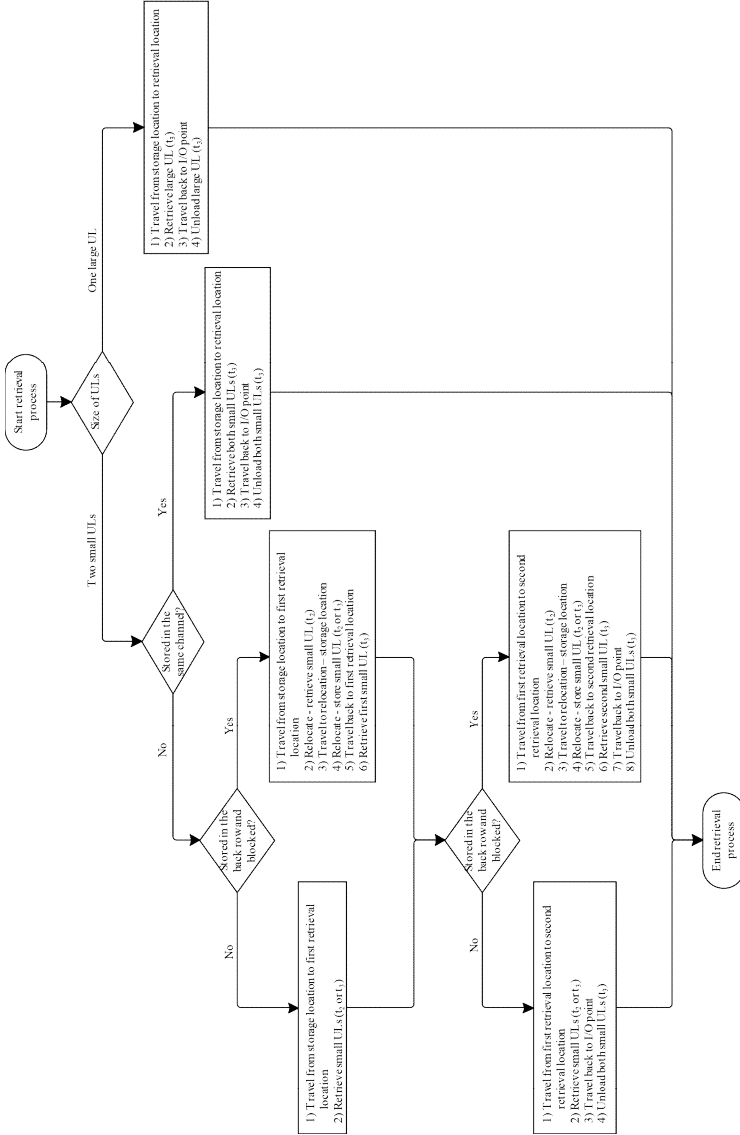 Start retrieval
process
Size of ULs
One large UL
Two small ULs
1) Travel from storage location to retrieval location
2) Retrieve large UL (t3)
3) Travel back to I/O point
4) Unload large UL (t3)
Stored in the
same channel?
Yes
No
1) Travel from storage location to retrieval location
2) Retrieve both small ULs (t3)
3) Travel back to I/O point
4) Unload both small ULs (t3)
Stored in the
back row and
blocked?
Yes
No
1) Travel from storage location to first retrieval
location
2) Relocate - retrieve small UL (t2)
3) Travel to relocation – storage location
4) Relocate - store small UL (t2 or t3)
5) Travel back to first retrieval location
6) Retrieve first small UL (t3)
1) Travel from storage location to first retrieval
location
2) Retrieve small ULs (t2 or t3)
Stored in the
back row and
blocked?
Yes
No
1) Travel from first retrieval location to second
retrieval location
2) Relocate - retrieve small UL (t2)
3) Travel to relocation – storage location
4) Relocate - store small UL (t2 or t3)
5) Travel back to second retrieval location
6) Retrieve second small UL (t3)
7) Travel back to I/O point
8) Unload both small ULs (t3)
1) Travel from first retrieval location to second
retrieval location
2) Retrieve small ULs (t2 or t3)
3) Travel back to I/O point
4) Unload both small ULs (t3)
End retrieval
process